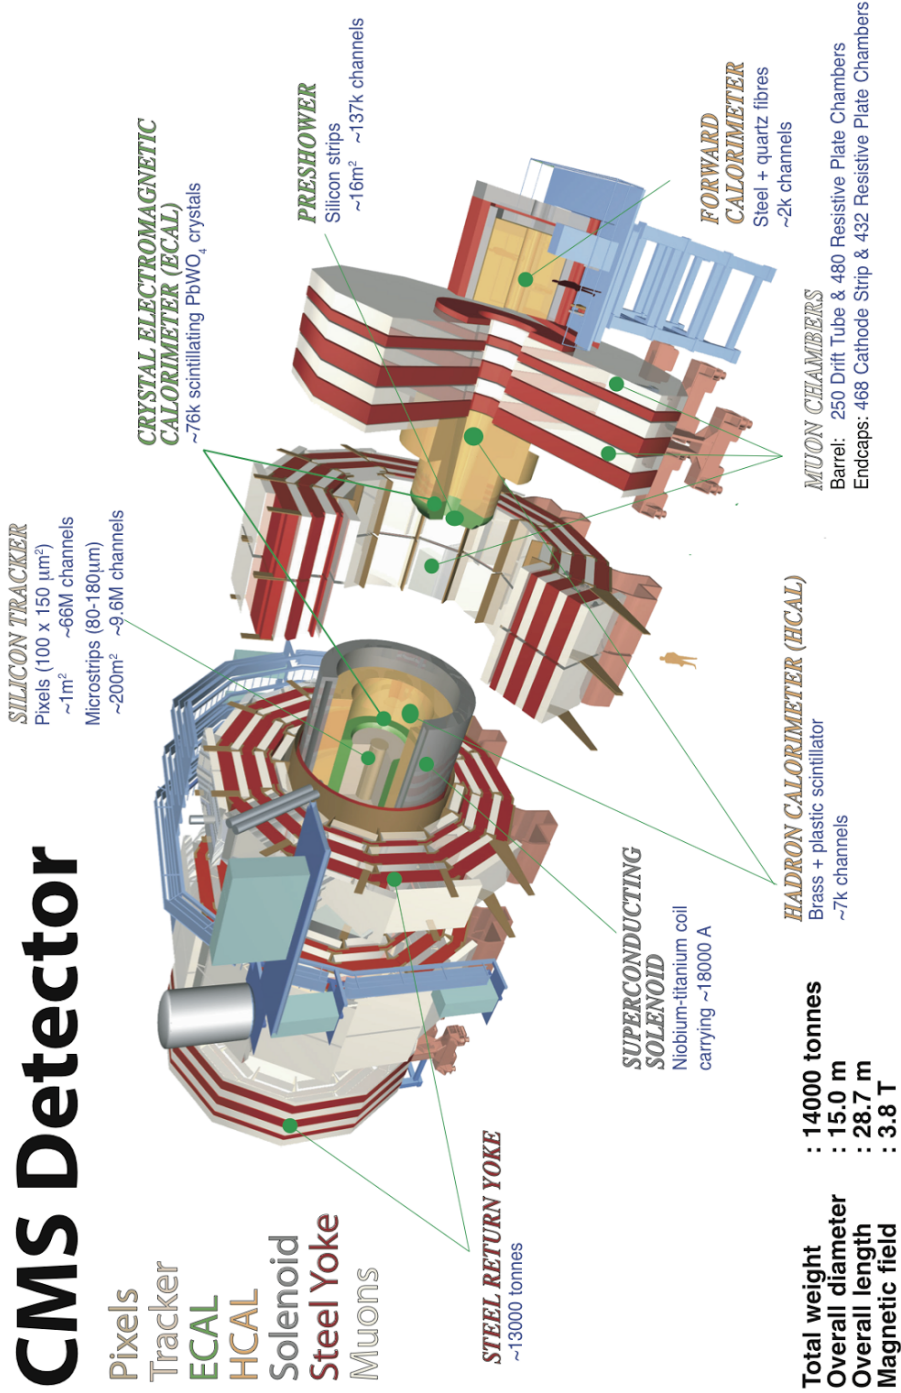 CMS Detector
Pixels
Tracker
ECAL
HCAL
Solenoid
Steel Yoke
Muons
STEEL RETURN YOKE
~13000 tonnes
SUPERCONDUCTING
SOLENOID
Niobium-titanium coil
carrying ~18000 A
SILICON TRACKER
Pixels (100 x 150 μm²)
~1m² ~66M channels
Microstrips (80-180μm)
~200m² ~9.6M channels
CRYSTAL ELECTROMAGNETIC
CALORIMETER (ECAL)
~76k scintillating PbWO₄ crystals
PRESHOWER
Silicon strips
~16m² ~137k channels
FORWARD
CALORIMETER
Steel + quartz fibres
~2k channels
MUON CHAMBERS
Barrel: 250 Drift Tube & 480 Resistive Plate Chambers
Endcaps: 468 Cathode Strip & 432 Resistive Plate Chambers
HADRON CALORIMETER (HCAL)
Brass + plastic scintillator
~7k channels
Total weight : 14000 tonnes
Overall diameter : 15.0 m
Overall length : 28.7 m
Magnetic field : 3.8 T